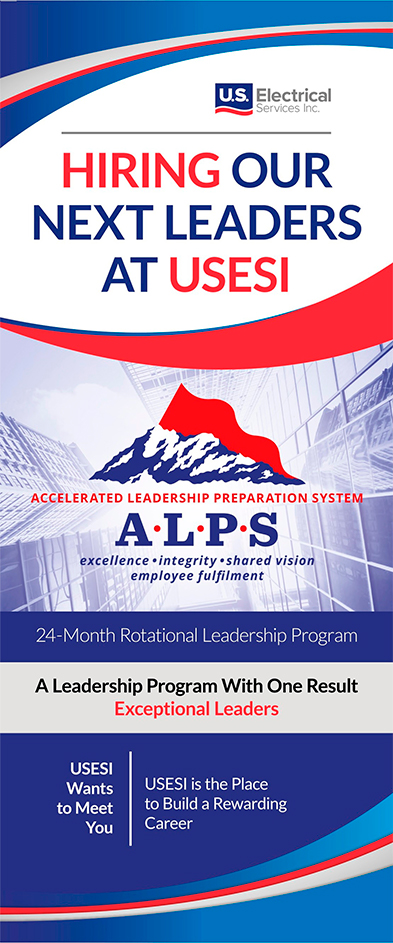 U.S. Electrical
Services Inc.
HIRING OUR
NEXT LEADERS
AT USESI
ACCELERATED LEADERSHIP PREPARATION SYSTEM
A·L·P·S
excellence • integrity • shared vision
employee fulfilment
24-Month Rotational Leadership Program
A Leadership Program With One Result
Exceptional Leaders
USESI
Wants
to Meet
You
USESI is the Place
to Build a Rewarding
Career